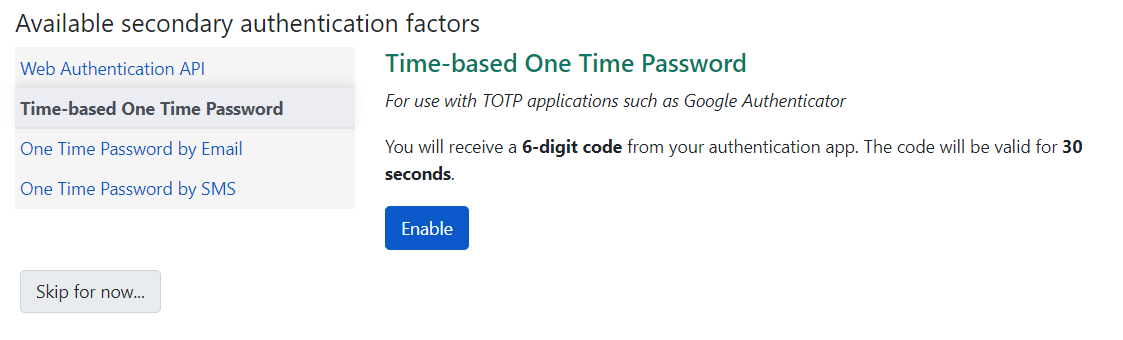 Available secondary authentication factors
Web Authentication API
Time-based One Time Password
One Time Password by Email
One Time Password by SMS
Time-based One Time Password
For use with TOTP applications such as Google Authenticator
You will receive a 6-digit code from your authentication app. The code will be valid for 30
seconds.
Enable
Skip for now...